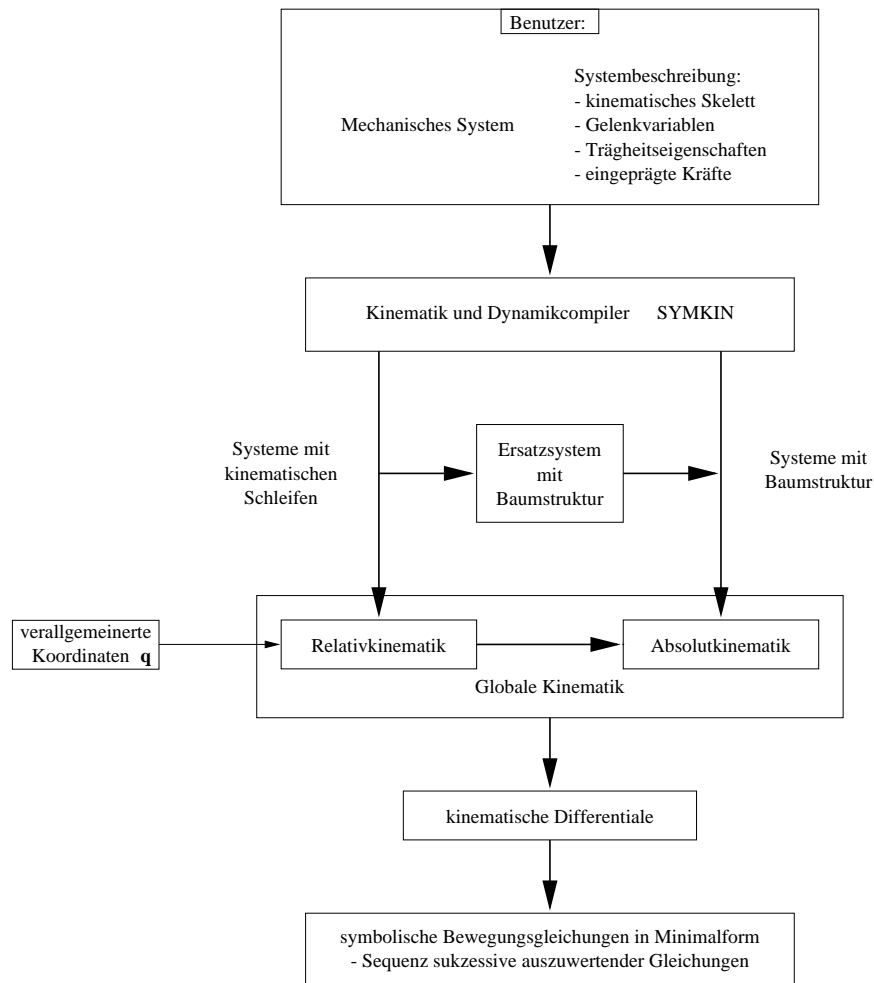 Benutzer:
Mechanisches System
Systembeschreibung:
- kinematisches Skelett
- Gelenkvariablen
- Trägheitseigenschaften
- eingeprägte Kräfte
Kinematik und Dynamikcompiler SYMKIN
Systeme mit
kinematischen
Schleifen
Ersatzsystem
mit
Baumstruktur
Systeme mit
Baumstruktur
verallgemeinerte
Koordinaten q
Relativkinematik
Absolutkinematik
Globale Kinematik
kinematische Differentiale
symbolische Bewegungsgleichungen in Minimalform
- Sequenz sukzessive auszuwertender Gleichungen